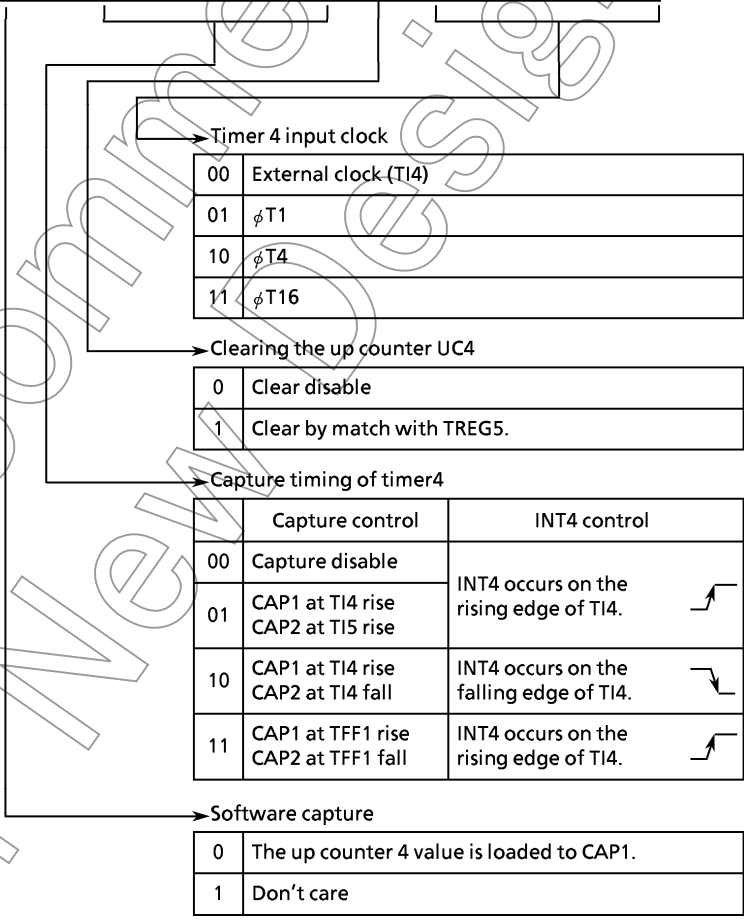 Timer 4 input clock
00 External clock (TI4)
01 ϕT1
10 ϕT4
11 ϕT16
Clearing the up counter UC4
0 Clear disable
1 Clear by match with TREG5.
Capture timing of timer4
Capture control INT4 control
00 Capture disable
INT4 occurs on the
rising edge of TI4.
01 CAP1 at TI4 rise
CAP2 at TI5 rise
10 CAP1 at TI4 rise INT4 occurs on the
CAP2 at TI4 fall falling edge of TI4.
11 CAP1 at TFF1 rise INT4 occurs on the
CAP2 at TFF1 fall rising edge of TI4.
Software capture
0 The up counter 4 value is loaded to CAP1.
1 Don't care